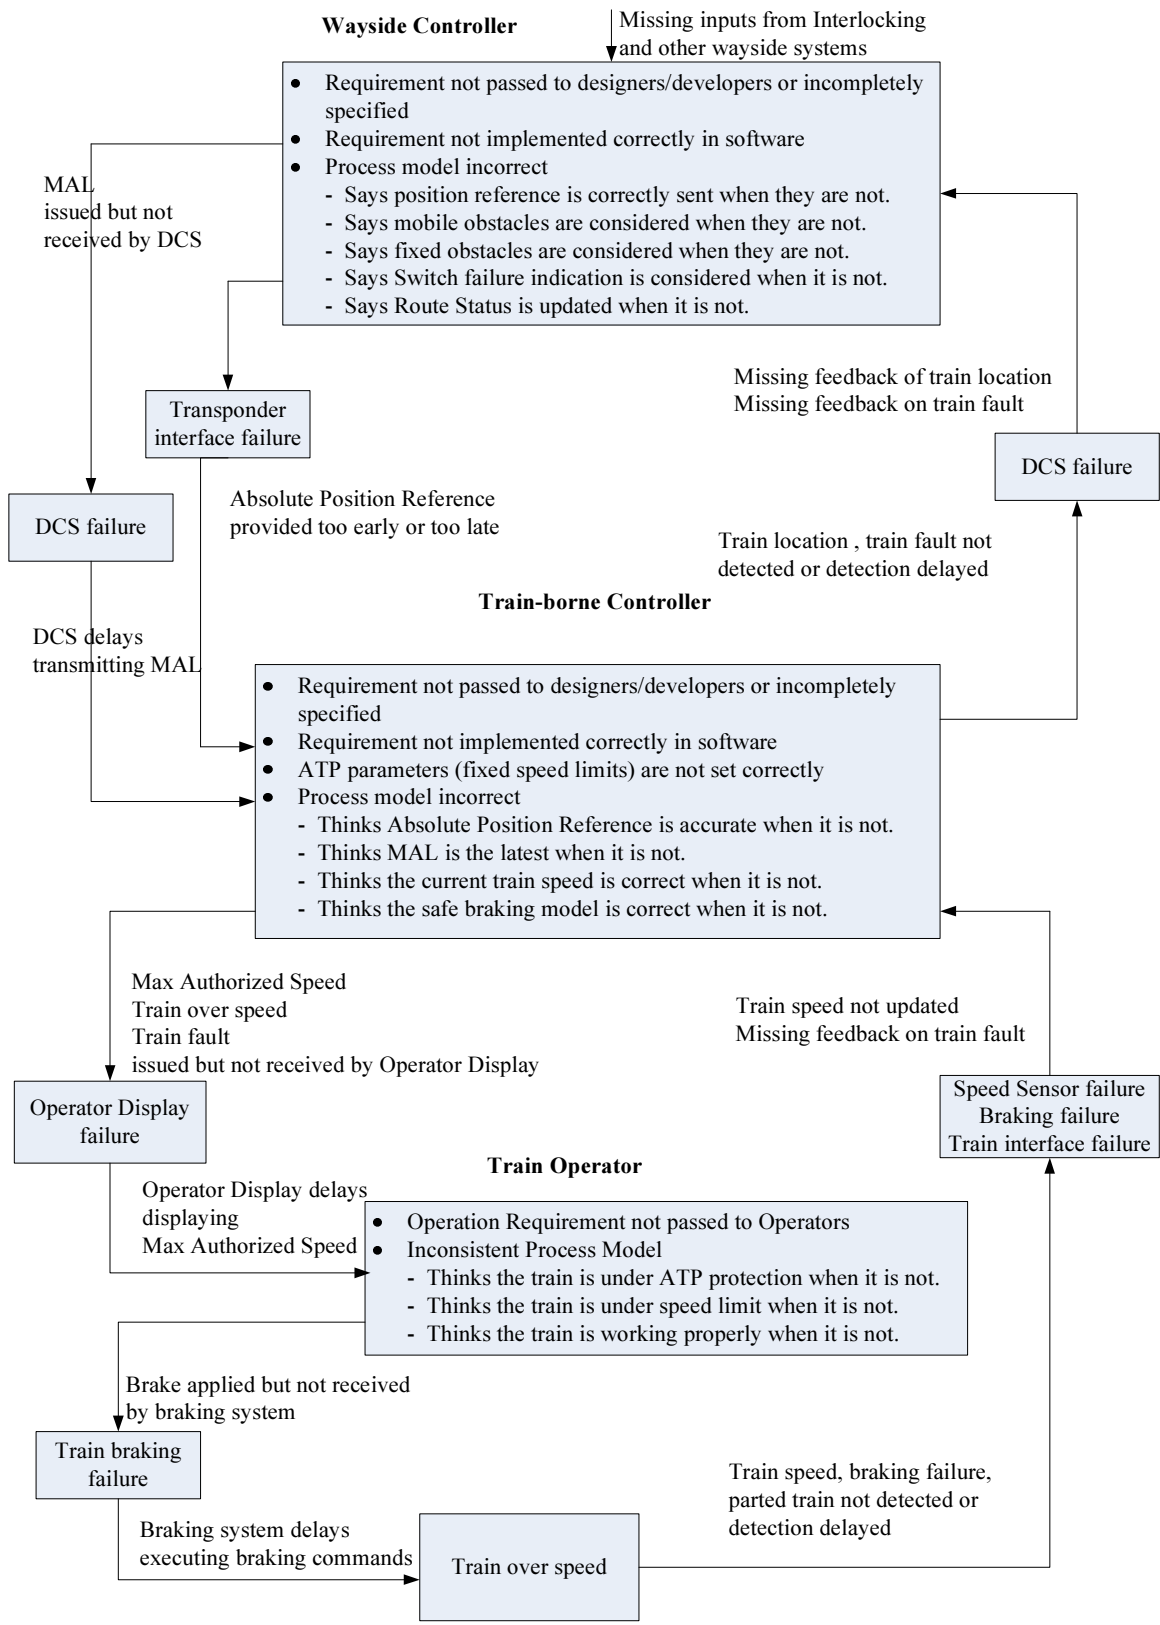 Wayside Controller
Missing inputs from Interlocking
and other wayside systems
● Requirement not passed to designers/developers or incompletely
specified
● Requirement not implemented correctly in software
● Process model incorrect
- Says position reference is correctly sent when they are not.
- Says mobile obstacles are considered when they are not.
- Says fixed obstacles are considered when they are not.
- Says Switch failure indication is considered when it is not.
- Says Route Status is updated when it is not.
MAL
issued but not
received by DCS
Transponder
interface failure
Missing feedback of train location
Missing feedback on train fault
DCS failure
DCS failure
Absolute Position Reference
provided too early or too late
Train location , train fault not
detected or detection delayed
Train-borne Controller
DCS delays
transmitting MAL
● Requirement not passed to designers/developers or incompletely
specified
● Requirement not implemented correctly in software
● ATP parameters (fixed speed limits) are not set correctly
● Process model incorrect
- Thinks Absolute Position Reference is accurate when it is not.
- Thinks MAL is the latest when it is not.
- Thinks the current train speed is correct when it is not.
- Thinks the safe braking model is correct when it is not.
Max Authorized Speed
Train over speed
Train fault
issued but not received by Operator Display
Train speed not updated
Missing feedback on train fault
Operator Display
failure
Speed Sensor failure
Braking failure
Train interface failure
Train Operator
Operator Display delays
displaying
Max Authorized Speed
● Operation Requirement not passed to Operators
● Inconsistent Process Model
- Thinks the train is under ATP protection when it is not.
- Thinks the train is under speed limit when it is not.
- Thinks the train is working properly when it is not.
Brake applied but not received
by braking system
Train braking
failure
Train speed, braking failure,
parted train not detected or
detection delayed
Braking system delays
executing braking commands
Train over speed